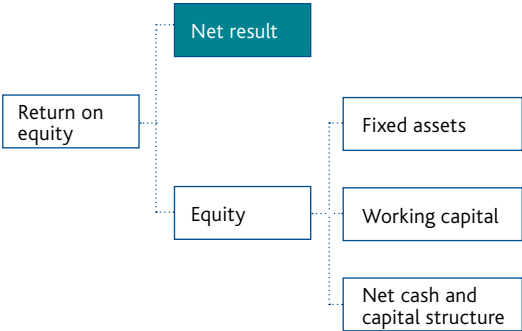 Net result
Return on
equity
Fixed assets
Equity
Working capital
Net cash and
capital structure